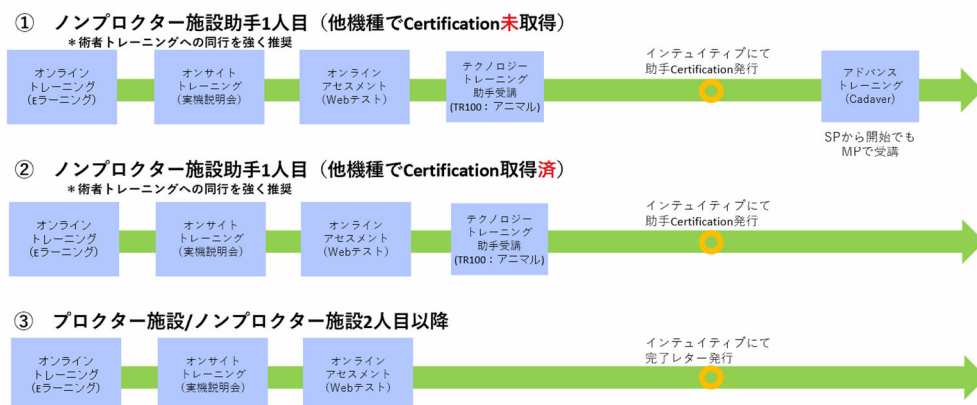 ① ノンプロクター施設助手1人目（他機種でCertification未取得）
＊術者トレーニングへの同行を強く推奨
オンライン
トレーニング
（Eラーニング）
オンサイト
トレーニング
（実機説明会）
オンライン
アセスメント
（Webテスト）
テクノロジー
トレーニング
助手受講
(TR100：アニマル)
インテュイティブにて
助手Certification発行
アドバンス
トレーニング
（Cadaver）
SPから開始でも
MPで受講
② ノンプロクター施設助手1人目（他機種でCertification取得済）
＊術者トレーニングへの同行を強く推奨
オンライン
トレーニング
（Eラーニング）
オンサイト
トレーニング
（実機説明会）
オンライン
アセスメント
（Webテスト）
テクノロジー
トレーニング
助手受講
(TR100：アニマル)
インテュイティブにて
助手Certification発行
③ プロクター施設/ノンプロクター施設2人目以降
オンライン
トレーニング
（Eラーニング）
オンサイト
トレーニング
（実機説明会）
オンライン
アセスメント
（Webテスト）
インテュイティブにて
完了レター発行